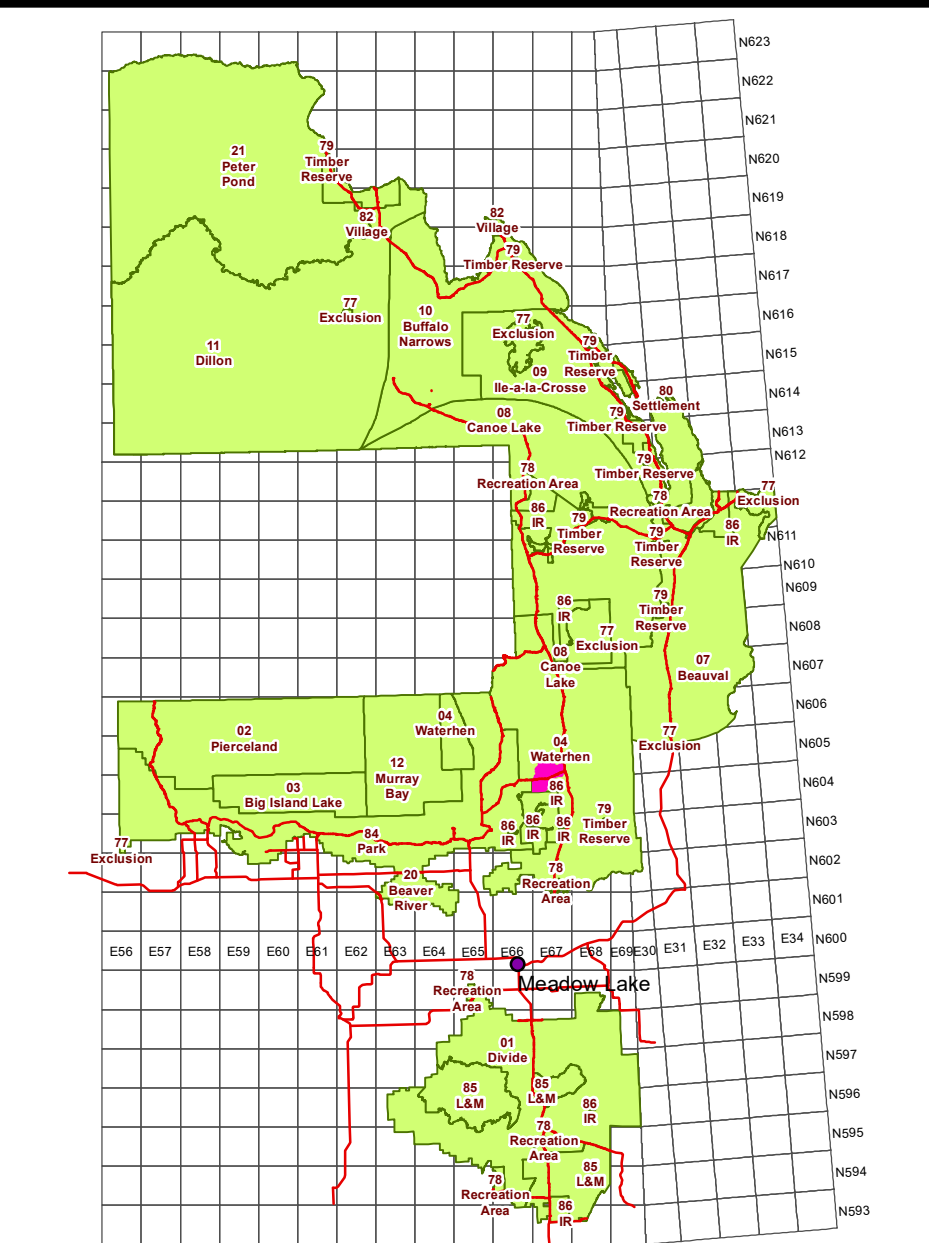 N623
N622
N621
N620
N619
N618
N617
N616
N615
N614
N613
N612
N611
N610
N609
N608
N607
N606
N605
N604
N603
N602
N601
N600
N599
N598
N597
N596
N595
N594
N593
21
Peter
Pond
79
Timber
Reserve
82
Village
82
Village
79
Timber Reserve
77
Exclusion
10
Buffalo
Narrows
77
Exclusion
11
Dillon
79
Timber
Reserve
09
Ile-a-la-Crosse
80
Settlement
08
Canoe Lake
79
Timber Reserve
79
Timber Reserve
78
Recreation Area
78
Recreation Area
77
Exclusion
86
IR
79
Timber
Reserve
79
Timber
Reserve
86
IR
86
IR
79
Timber
Reserve
77
Exclusion
08
Canoe
Lake
07
Beauval
02
Pierceland
04
Waterhen
04
Waterhen
77
Exclusion
12
Murray
Bay
03
Big Island Lake
86
IR
79
Timber
Reserve
86
IR
86
IR
86
IR
84
Park
77
Exclusion
20
Beaver
River
78
Recreation
Area
E56
E57
E58
E59
E60
E61
E62
E63
E64
E65
E66
E67
E68
E69
E30
E31
E32
E33
E34
Meadow Lake
78
Recreation
Area
01
Divide
85
L&M
85
L&M
86
IR
78
Recreation
Area
85
L&M
78
Recreation
Area
86
IR